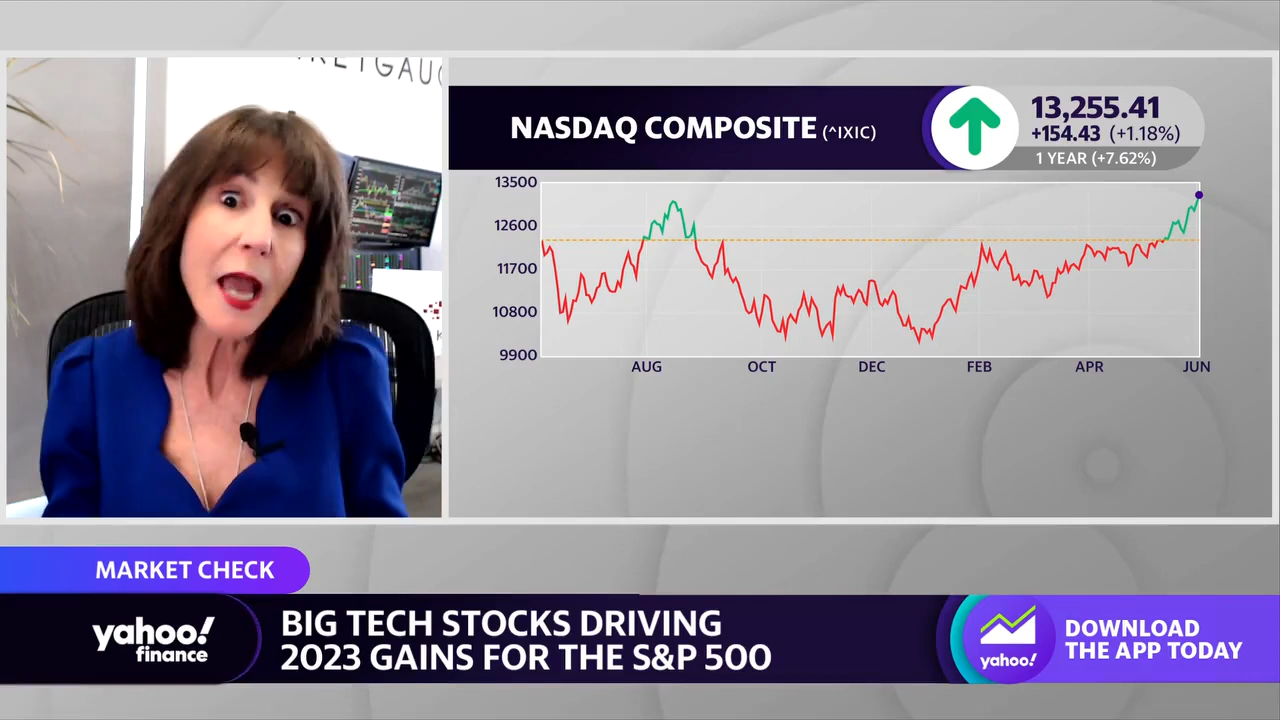 NASDAQ COMPOSITE (^IXIC)
13,255.41
+154.43 (+1.18%)
1 YEAR (+7.62%)
13500
12600
11700
10800
9900
AUG OCT DEC FEB APR JUN
MARKET CHECK
yahoo!
finance
BIG TECH STOCKS DRIVING
2023 GAINS FOR THE S&P 500
yahoo!
DOWNLOAD
THE APP TODAY